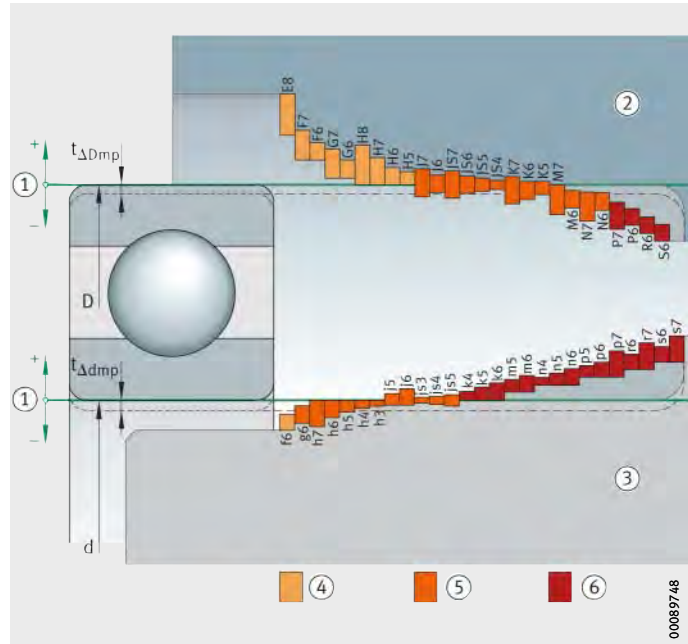 E8
F7
F6
G7
G6
H8
H7
H6
H5
J7
J6
JS7
JS6
JS5
JS4
K7
K6
K5
M7
M6
N7
N6
P7
P6
R6
S6
2
+
1
−
t∆Dmp
D
+
1
−
t∆dmp
d
f6
g6
h7
h6
h5
h4
h3
j5
j6
js3
js4
js5
k4
k5
k6
m5
m6
n4
n5
n6
p5
p6
p7
r6
r7
s6
s7
3
4
5
6
00089748